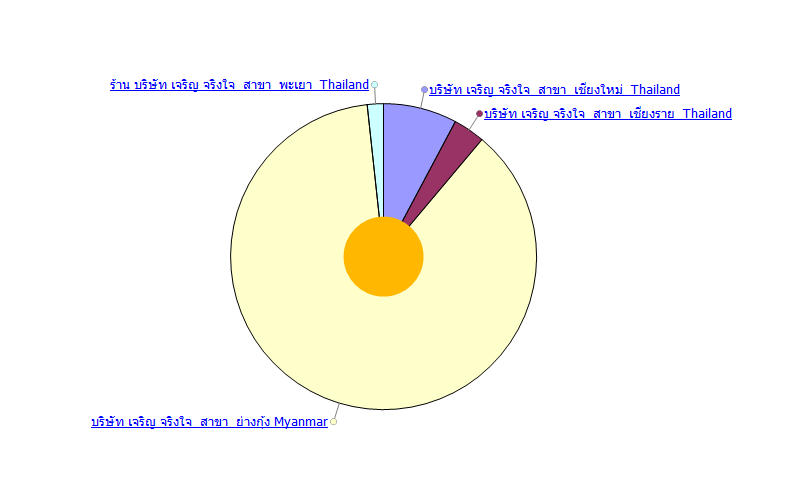 ร้าน บริษัท เจริญ จริงใจ สาขา พะเยา Thailand
บริษัท เจริญ จริงใจ สาขา เชียงใหม่ Thailand
บริษัท เจริญ จริงใจ สาขา เชียงราย Thailand
บริษัท เจริญ จริงใจ สาขา ย่างกุ้ง Myanmar